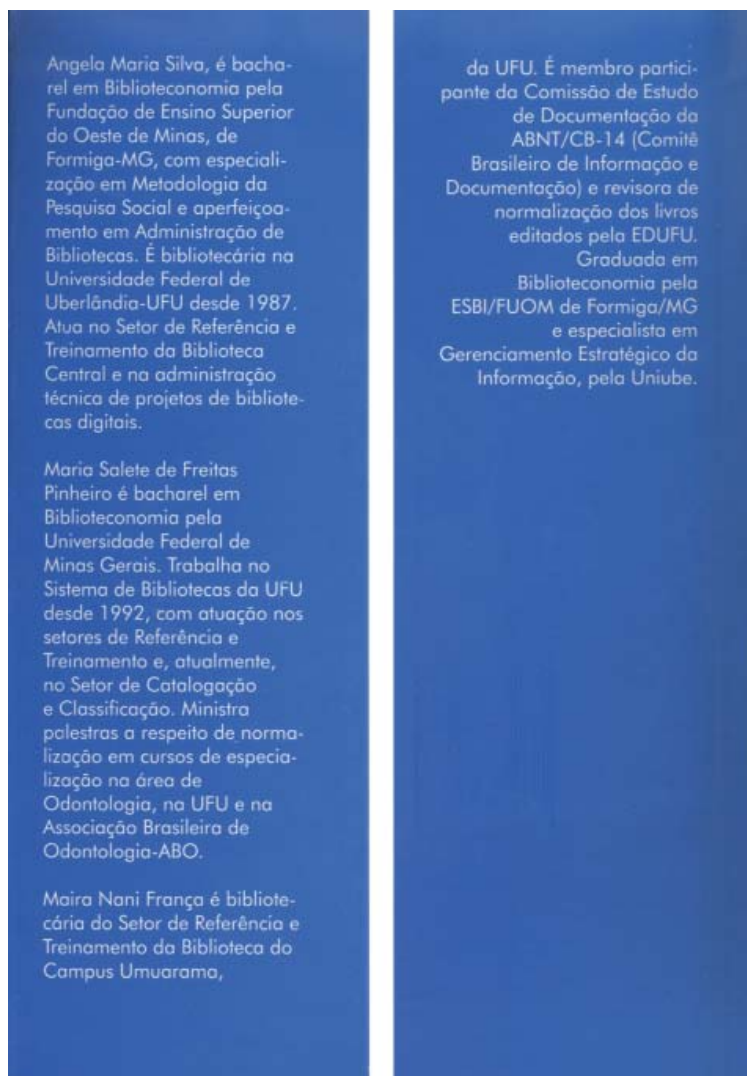 Angela Maria Silva, é bacha-
rel em Biblioteconomia pela
Fundação de Ensino Superior
do Oeste de Minas, de
Formiga-MG, com especiali-
zação em Metodologia da
Pesquisa Social e aperfeiçoa-
mento em Administração de
Bibliotecas. É bibliotecária na
Universidade Federal de
Uberlândia-UFU desde 1987.
Atua no Setor de Referência e
Treinamento da Biblioteca
Central e na administração
técnica de projetos de bibliote-
cas digitais.

Maria Salete de Freitas
Pinheiro é bacharel em
Biblioteconomia pela
Universidade Federal de
Minas Gerais. Trabalha no
Sistema de Bibliotecas da UFU
desde 1992, com atuação nos
setores de Referência e
Treinamento e, atualmente,
no Setor de Catalogação
e Classificação. Ministra
palestras a respeito de norma-
lização em cursos de especia-
lização na área de
Odontologia, na UFU e na
Associação Brasileira de
Odontologia-ABO.

Maira Nani França é bibliote-
cária do Setor de Referência e
Treinamento da Biblioteca do
Campus Umuarama,

da UFU. É membro partici-
pante da Comissão de Estudo
de Documentação da
ABNT/CB-14 (Comitê
Brasileiro de Informação e
Documentação) e revisora de
normalização dos livros
editados pela EDUFU.
Graduada em
Biblioteconomia pela
ESBI/FUOM de Formiga/MG
e especialista em
Gerenciamento Estratégico da
Informação, pela Uniube.